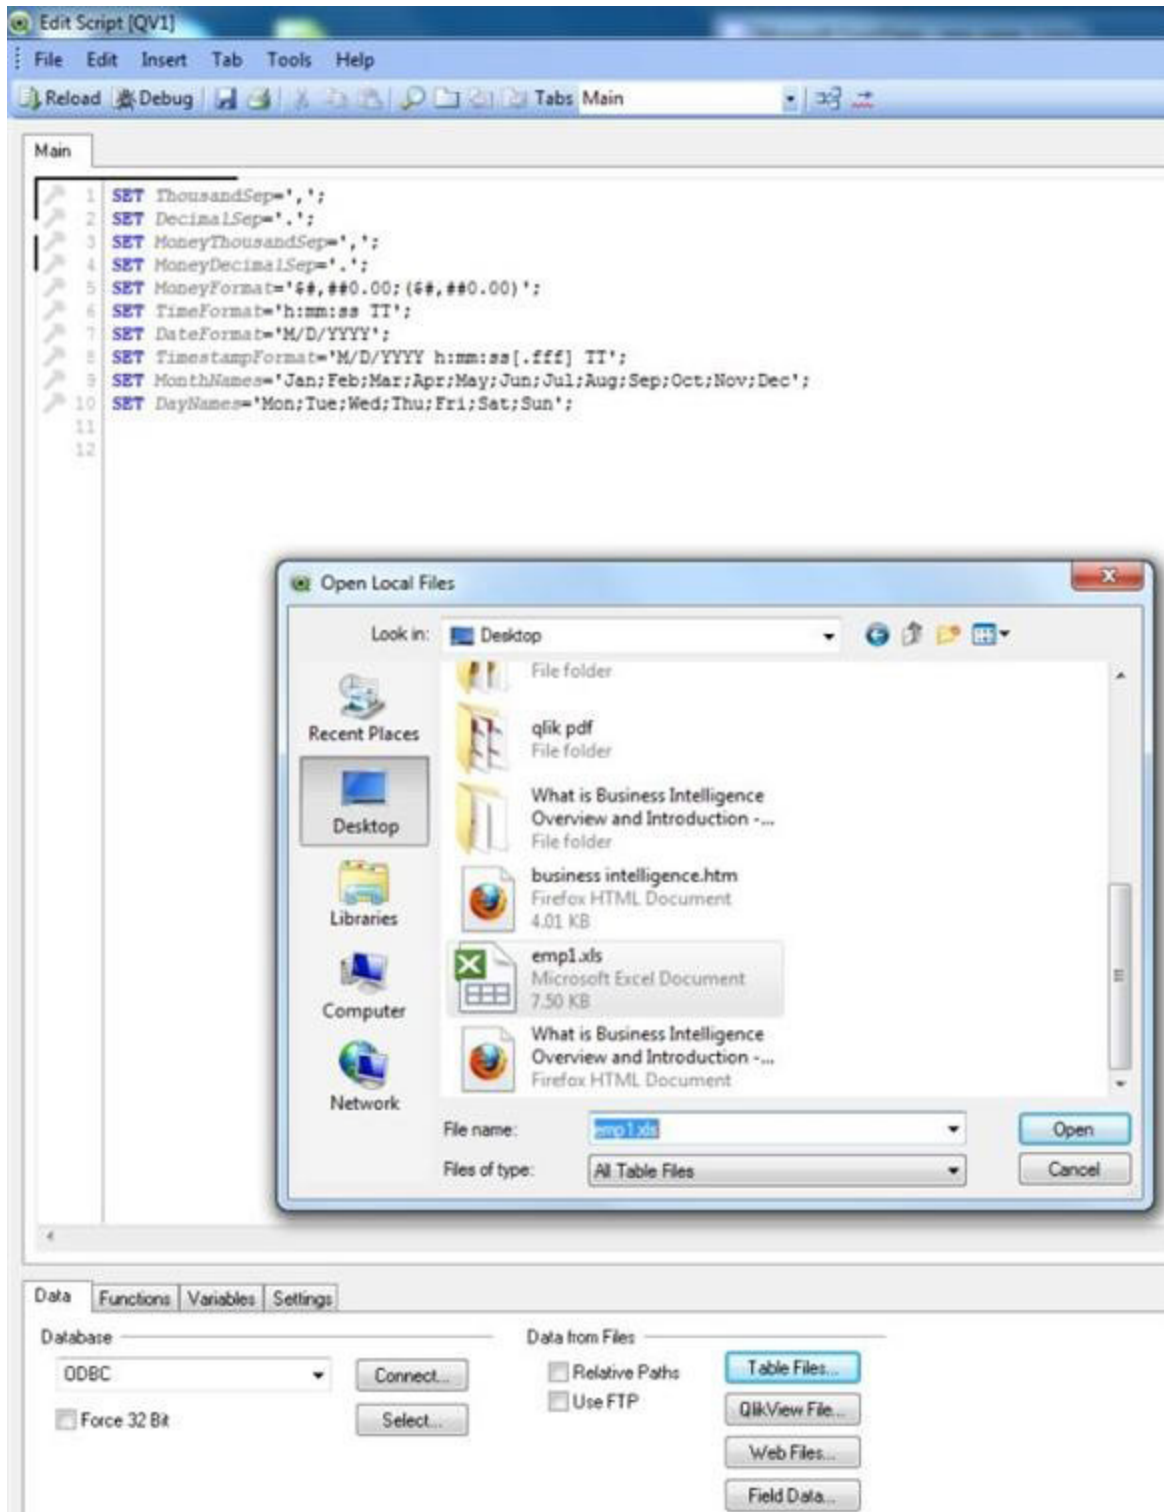 Edit Script [QV1]
File Edit Insert Tab Tools Help
Reload Debug Tabs Main
Main
1 SET ThousandSep=',';
2 SET DecimalSep='.';
3 SET MoneyThousandSep=',';
4 SET MoneyDecimalSep='.';
5 SET MoneyFormat='$#,##0.00;($#,##0.00)';
6 SET TimeFormat='h:mm:ss TT';
7 SET DateFormat='M/D/YYYY';
8 SET TimestampFormat='M/D/YYYY h:mm:ss[.fff] TT';
9 SET MonthNames='Jan;Feb;Mar;Apr;May;Jun;Jul;Aug;Sep;Oct;Nov;Dec';
10 SET DayNames='Mon;Tue;Wed;Thu;Fri;Sat;Sun';
11
12
Open Local Files
Look in: Desktop
Recent Places
Desktop
Libraries
Computer
Network
File folder
qlik pdf
File folder
What is Business Intelligence
Overview and Introduction -...
File folder
business intelligence.htm
Firefox HTML Document
4.01 KB
emp1.xls
Microsoft Excel Document
7.50 KB
What is Business Intelligence
Overview and Introduction -...
Firefox HTML Document
File name: emp1.xls Open
Files of type: All Table Files Cancel
Data Functions Variables Settings
Database Data from Files
ODBC Connect... Relative Paths Table Files...
Force 32 Bit Select... Use FTP QlikView File...
Web Files...
Field Data...